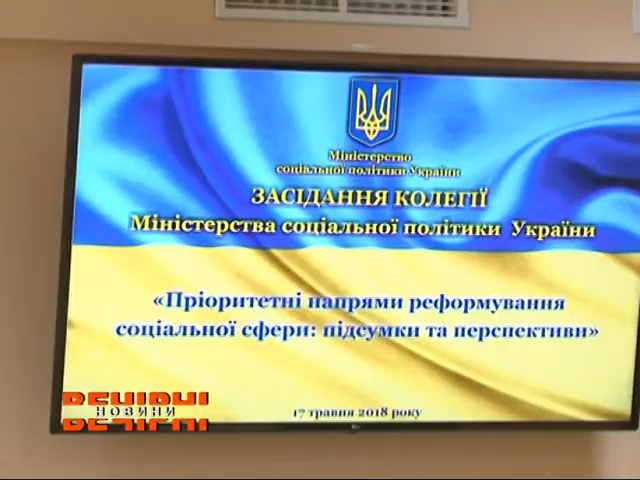 Міністерство
соціальної політики України
ЗАСІДАННЯ КОЛЕГІЇ
Міністерства соціальної політики України
«Пріоритетні напрями реформування
соціальної сфери: підсумки та перспективи»
17 травня 2018 року
ВЕЧІРНІ
НОВИНИ
ВЕЧІРНІ